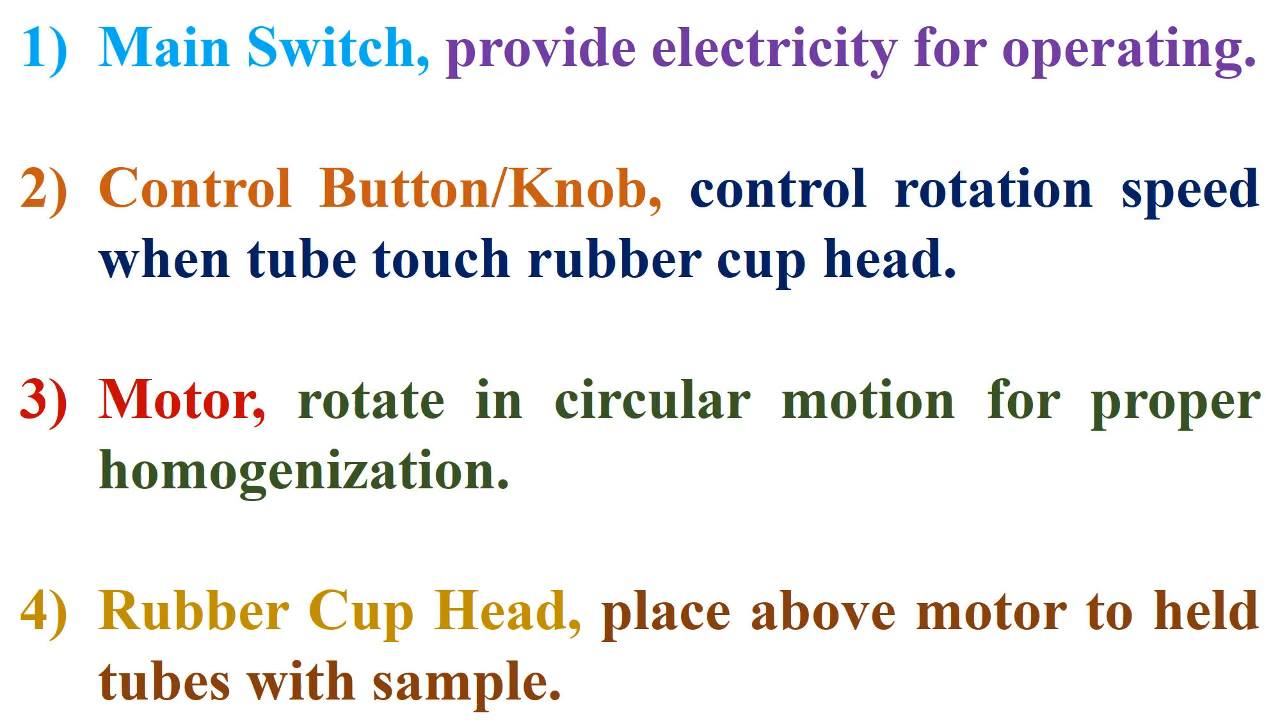 1) Main Switch, provide electricity for operating.
2) Control Button/Knob, control rotation speed
when tube touch rubber cup head.
3) Motor, rotate in circular motion for proper
homogenization.
4) Rubber Cup Head, place above motor to held
tubes with sample.